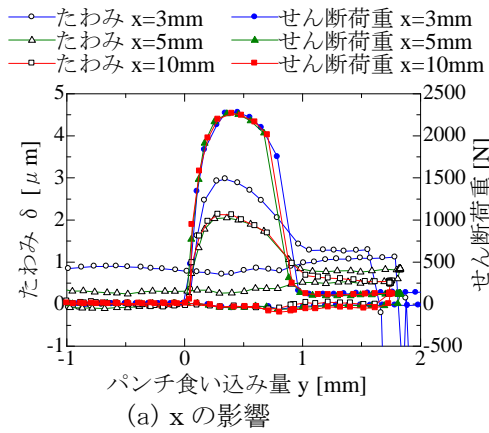 たわみ x=3mm せん断荷重 x=3mm
たわみ x=5mm せん断荷重 x=5mm
たわみ x=10mm せん断荷重 x=10mm
5 2500
4 2000
3 1500
2 1000
1 500
0 0
-1 -500
-1 0 1 2
たわみ δ [μm]
せん断荷重 [N]
パンチ食い込み量 y [mm]
(a) x の影響